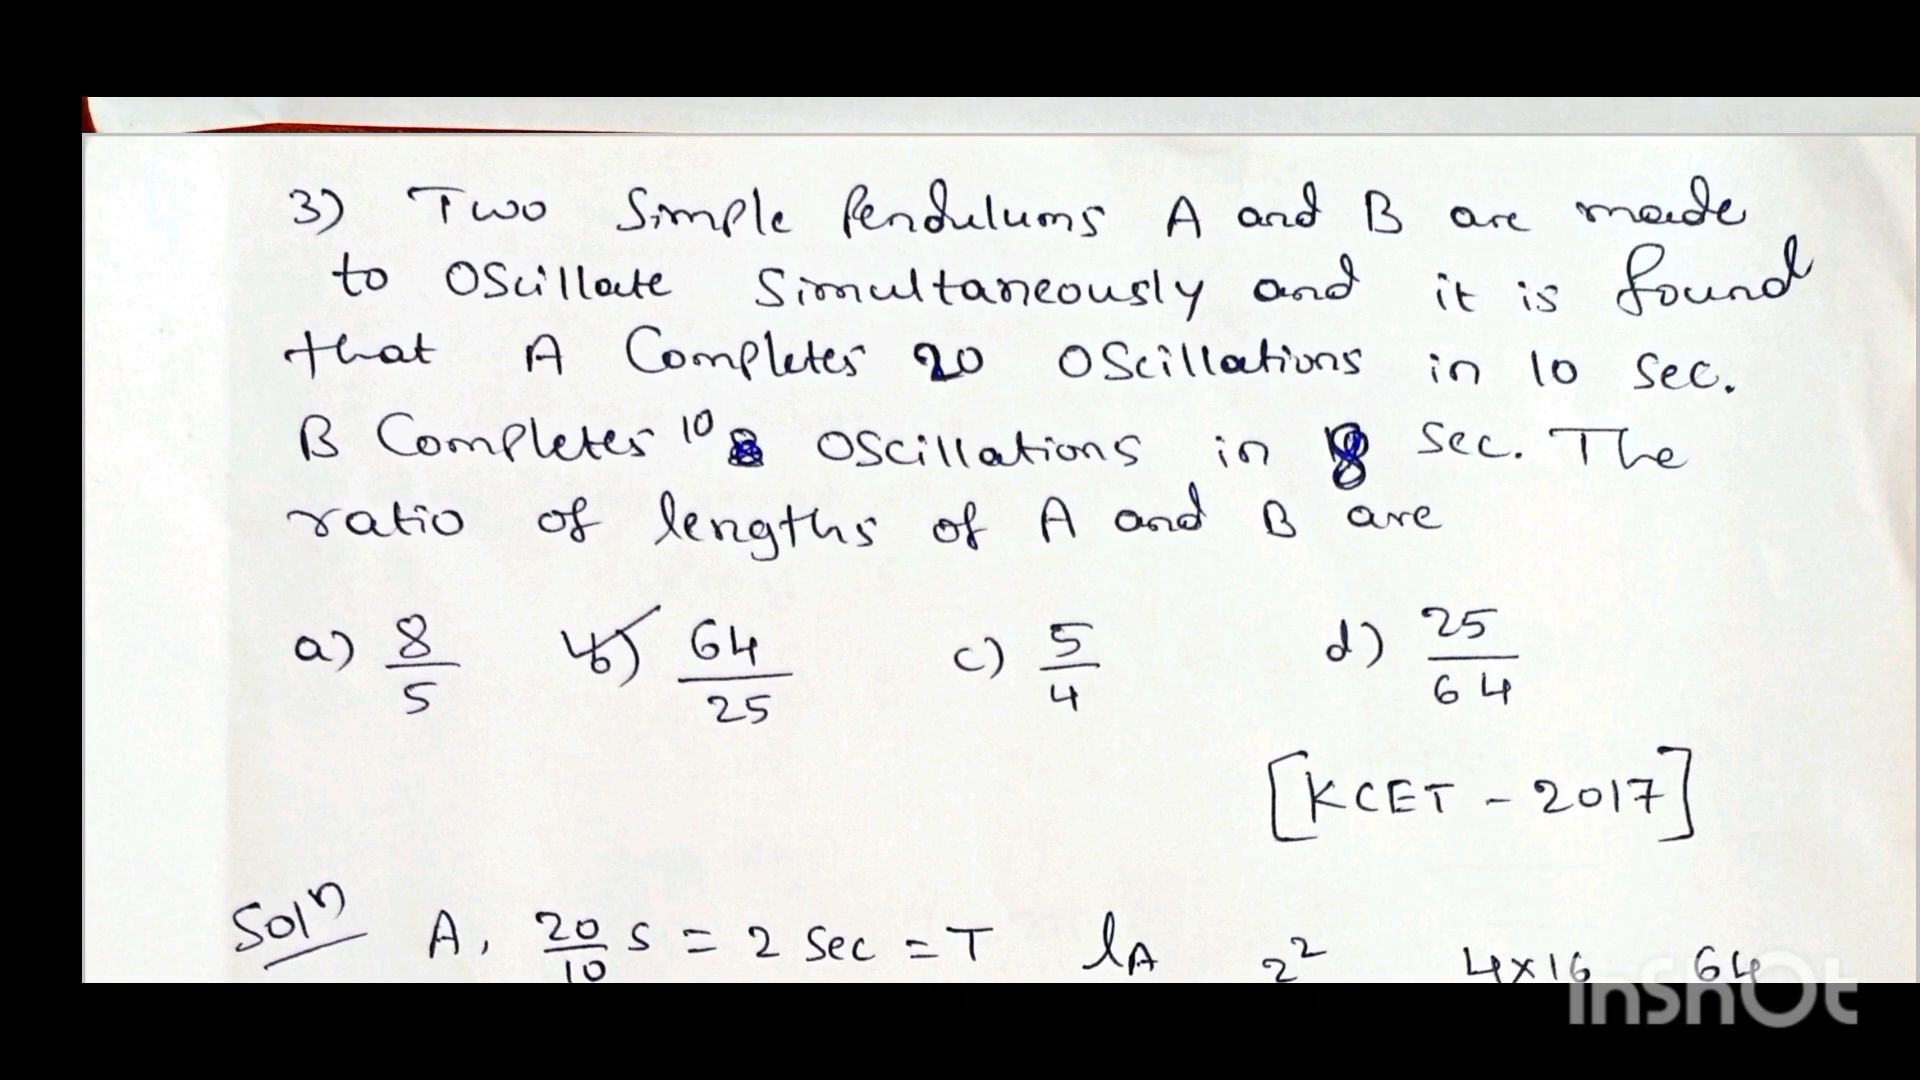 3) Two Simple Pendulums A and B are made
to Oscillate Simultaneously and it is found
that A Completes 20 Oscillations in 10 Sec.
B Completes 10 8 Oscillations in 8 Sec. The
ratio of lengths of A and B are
a) 8/5 b) 64/25 c) 5/4 d) 25/64
[KCET - 2017]
Solⁿ A, 20/10 s = 2 Sec = T lA 2² 4x16 64
InShOt